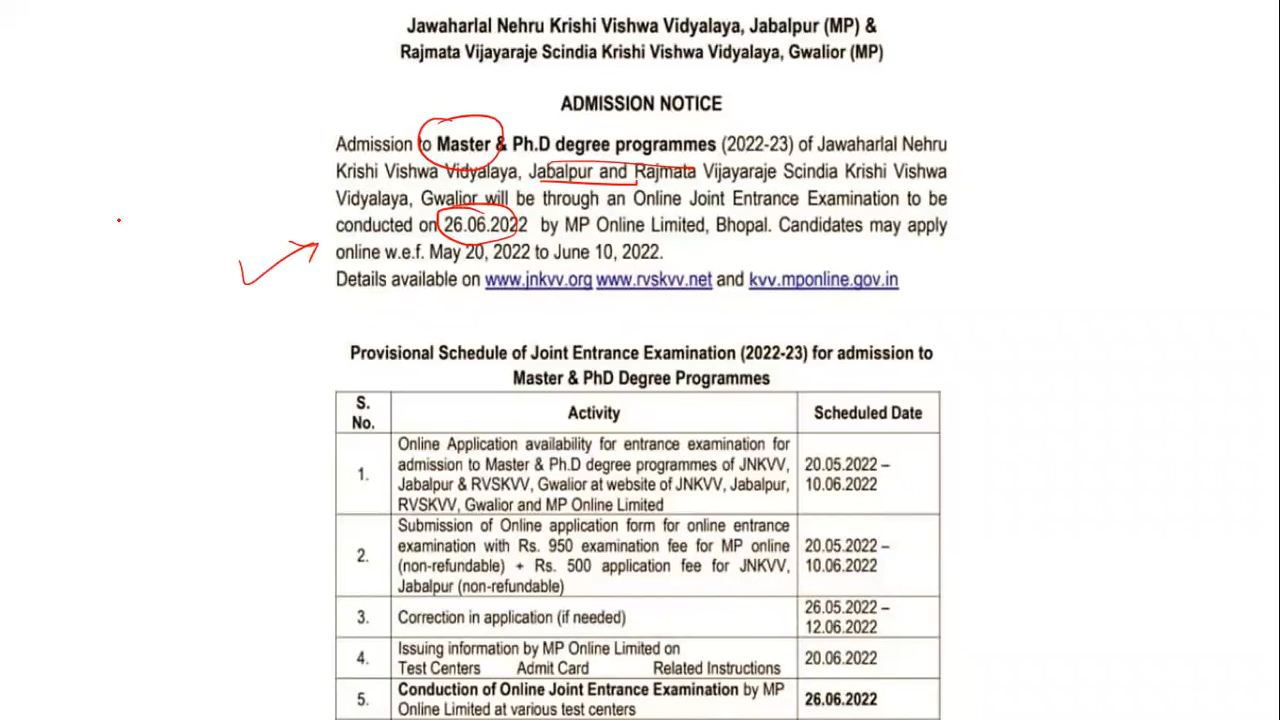 Jawaharlal Nehru Krishi Vishwa Vidyalaya, Jabalpur (MP) &
Rajmata Vijayaraje Scindia Krishi Vishwa Vidyalaya, Gwalior (MP)
ADMISSION NOTICE
Admission to Master & Ph.D degree programmes (2022-23) of Jawaharlal Nehru
Krishi Vishwa Vidyalaya, Jabalpur and Rajmata Vijayaraje Scindia Krishi Vishwa
Vidyalaya, Gwalior will be through an Online Joint Entrance Examination to be
conducted on 26.06.2022 by MP Online Limited, Bhopal. Candidates may apply
online w.e.f. May 20, 2022 to June 10, 2022.
Details available on www.jnkvv.org www.rvskvv.net and kvv.mponline.gov.in
Provisional Schedule of Joint Entrance Examination (2022-23) for admission to
Master & PhD Degree Programmes
S.
No.
Activity
Scheduled Date
1.
Online Application availability for entrance examination for
admission to Master & Ph.D degree programmes of JNKVV,
Jabalpur & RVSKVV, Gwalior at website of JNKVV, Jabalpur,
RVSKVV, Gwalior and MP Online Limited
20.05.2022 –
10.06.2022
2.
Submission of Online application form for online entrance
examination with Rs. 950 examination fee for MP online
(non-refundable) + Rs. 500 application fee for JNKVV,
Jabalpur (non-refundable)
20.05.2022 –
10.06.2022
3.
Correction in application (if needed)
26.05.2022 –
12.06.2022
4.
Issuing information by MP Online Limited on
Test Centers Admit Card Related Instructions
20.06.2022
5.
Conduction of Online Joint Entrance Examination by MP
Online Limited at various test centers
26.06.2022